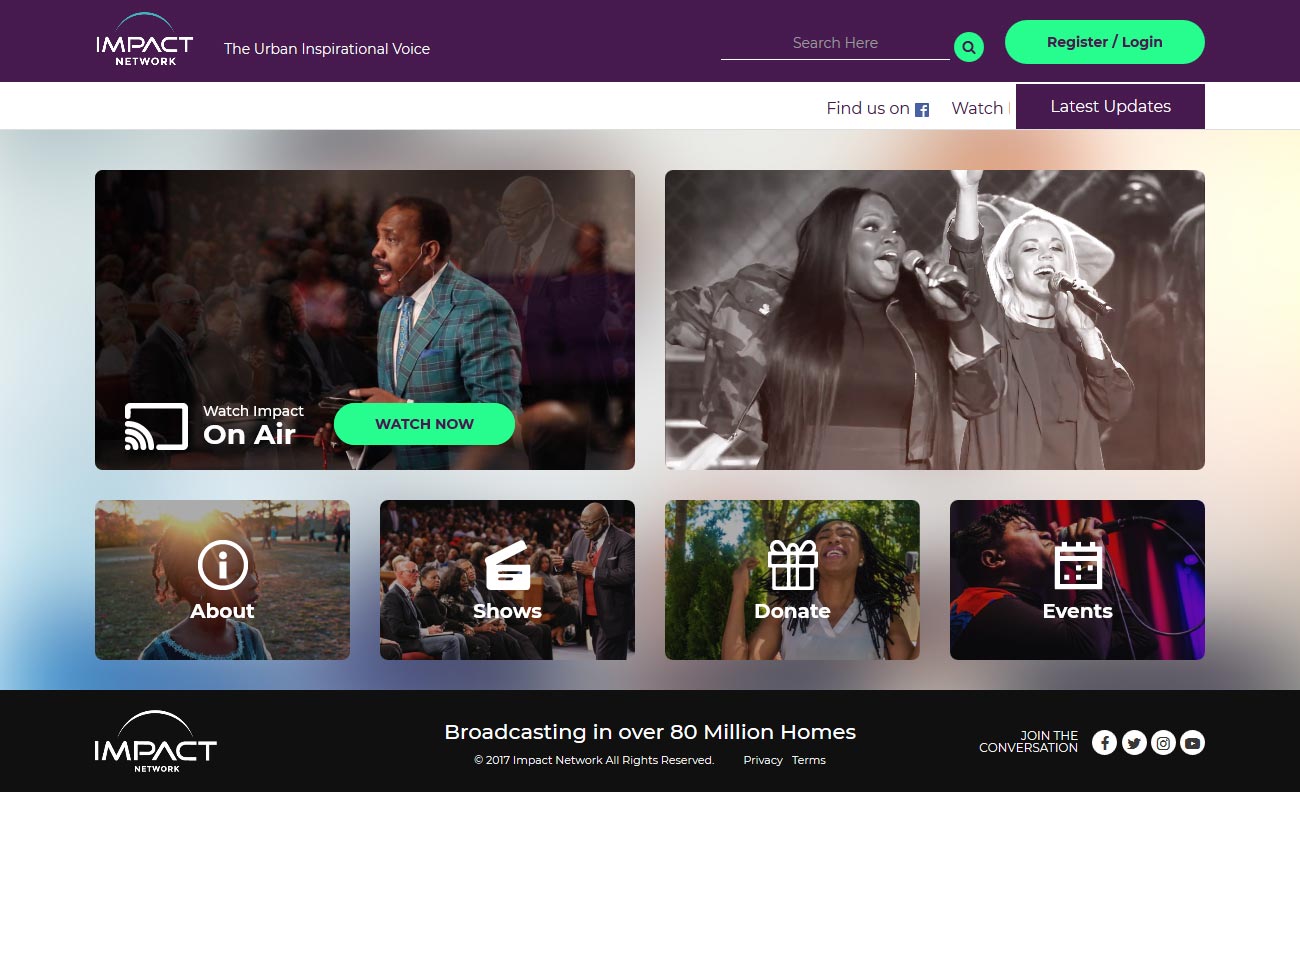 IMPACT
NETWORK
The Urban Inspirational Voice
Search Here
Register / Login
Find us on
Watch
Latest Updates
Watch Impact
On Air
WATCH NOW
About
Shows
Donate
Events
IMPACT
NETWORK
Broadcasting in over 80 Million Homes
© 2017 Impact Network All Rights Reserved.
Privacy
Terms
JOIN THE
CONVERSATION